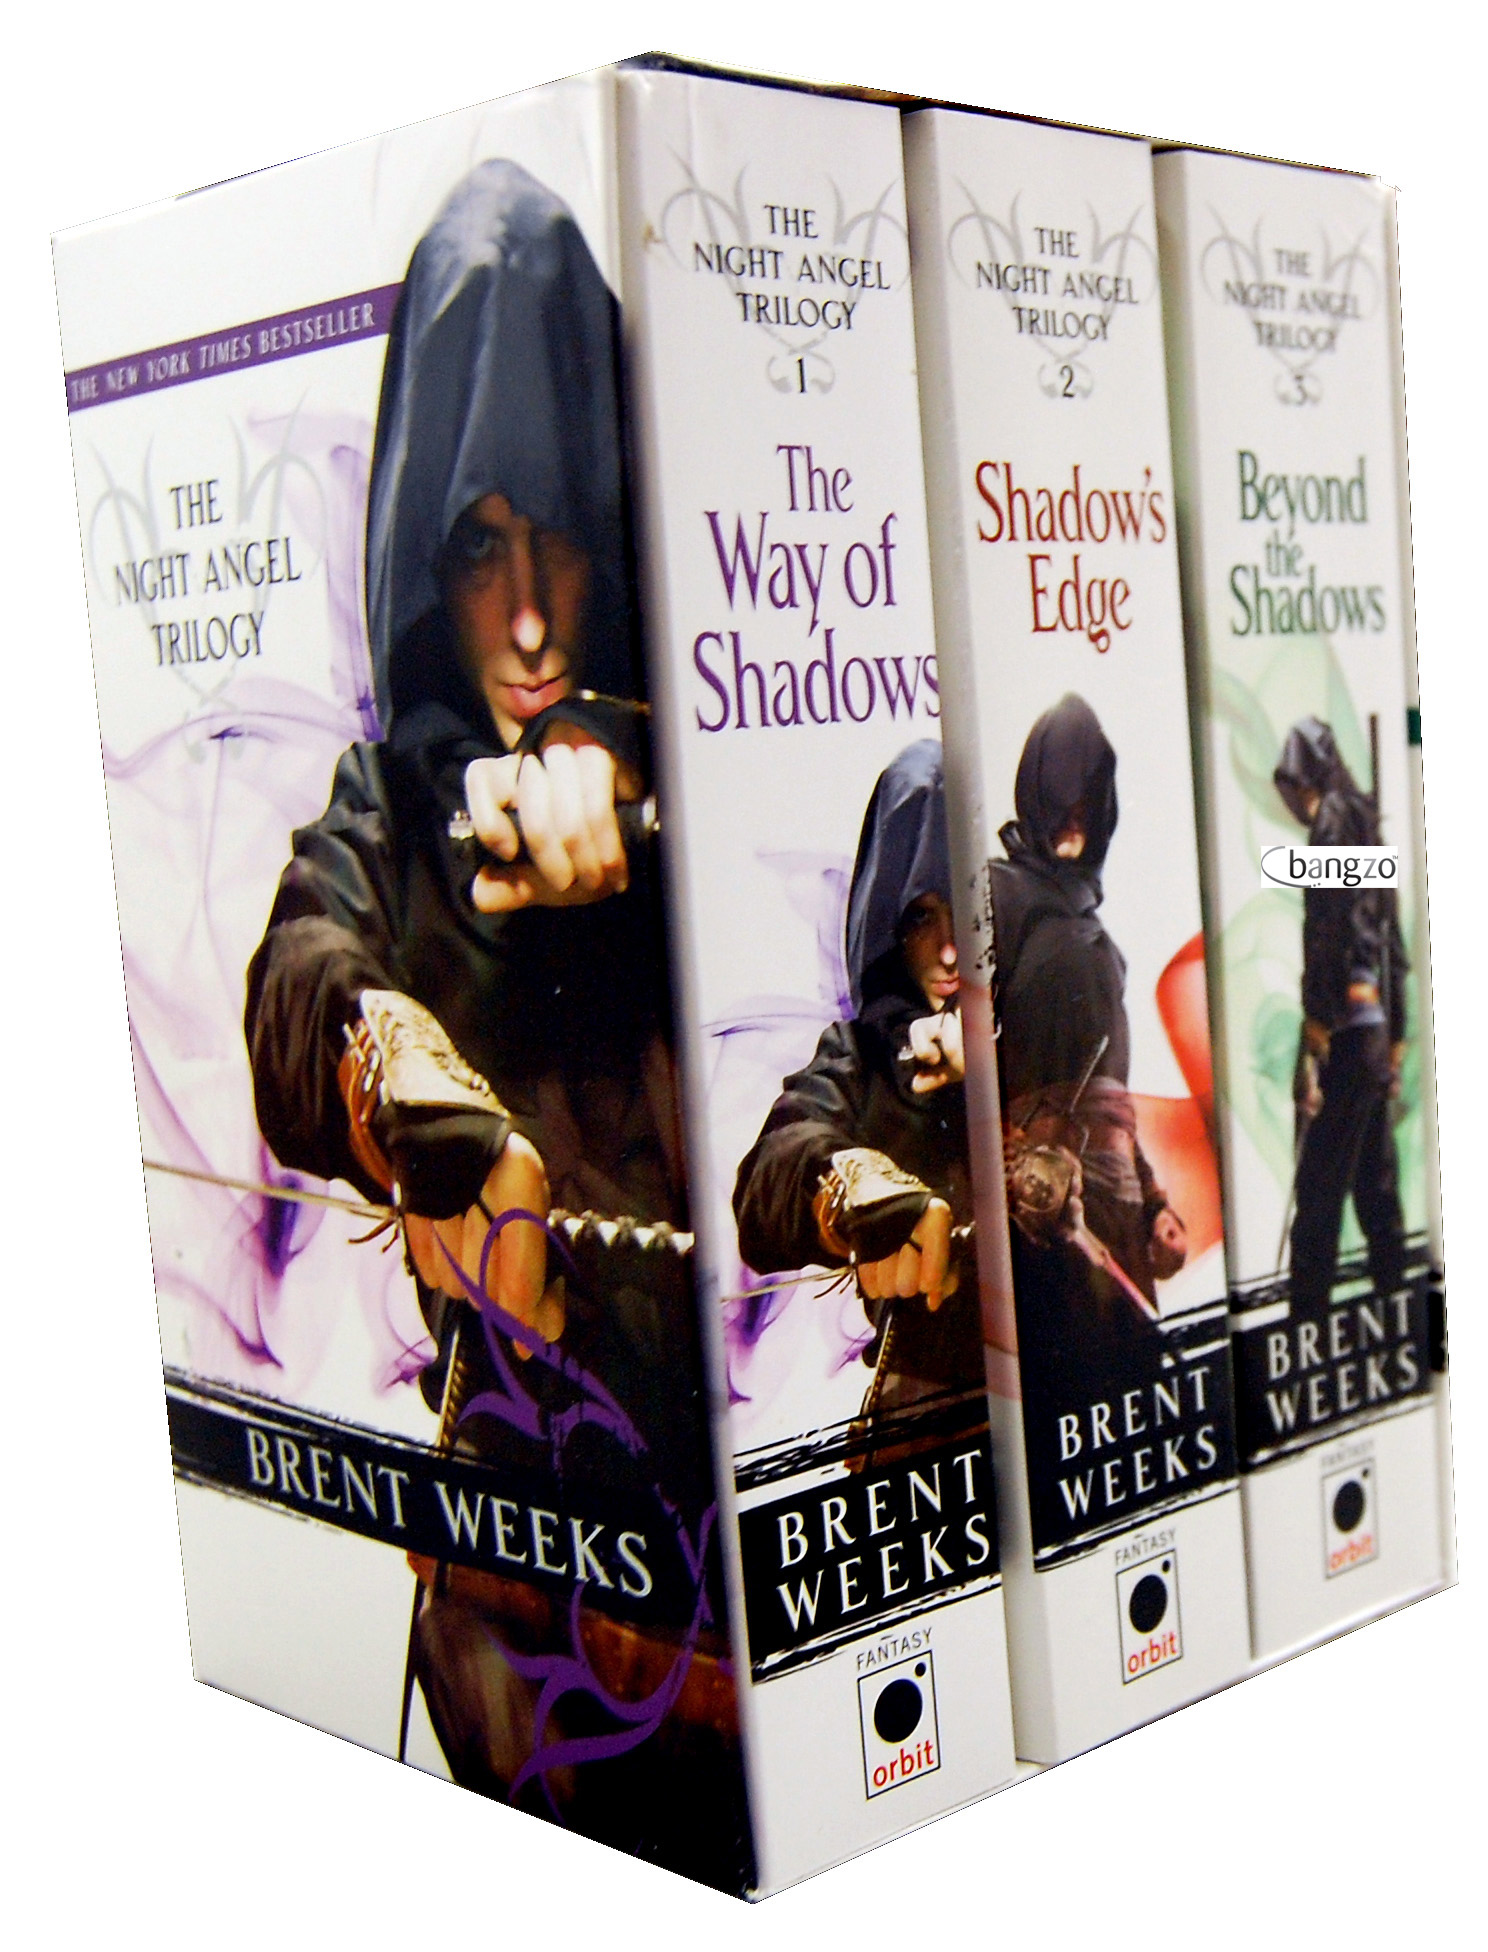 THE NEW YORK TIMES BESTSELLER
THE
NIGHT ANGEL
TRILOGY
BRENT WEEKS
THE
NIGHT ANGEL
TRILOGY
1
The
Way of
Shadows
BRENT
WEEKS
FANTASY
orbit
THE
NIGHT ANGEL
TRILOGY
2
Shadow's
Edge
BRENT
WEEKS
FANTASY
orbit
THE
NIGHT ANGEL
TRILOGY
3
Beyond
the
Shadows
bangzo™
BRENT
WEEKS
FANTASY
orbit